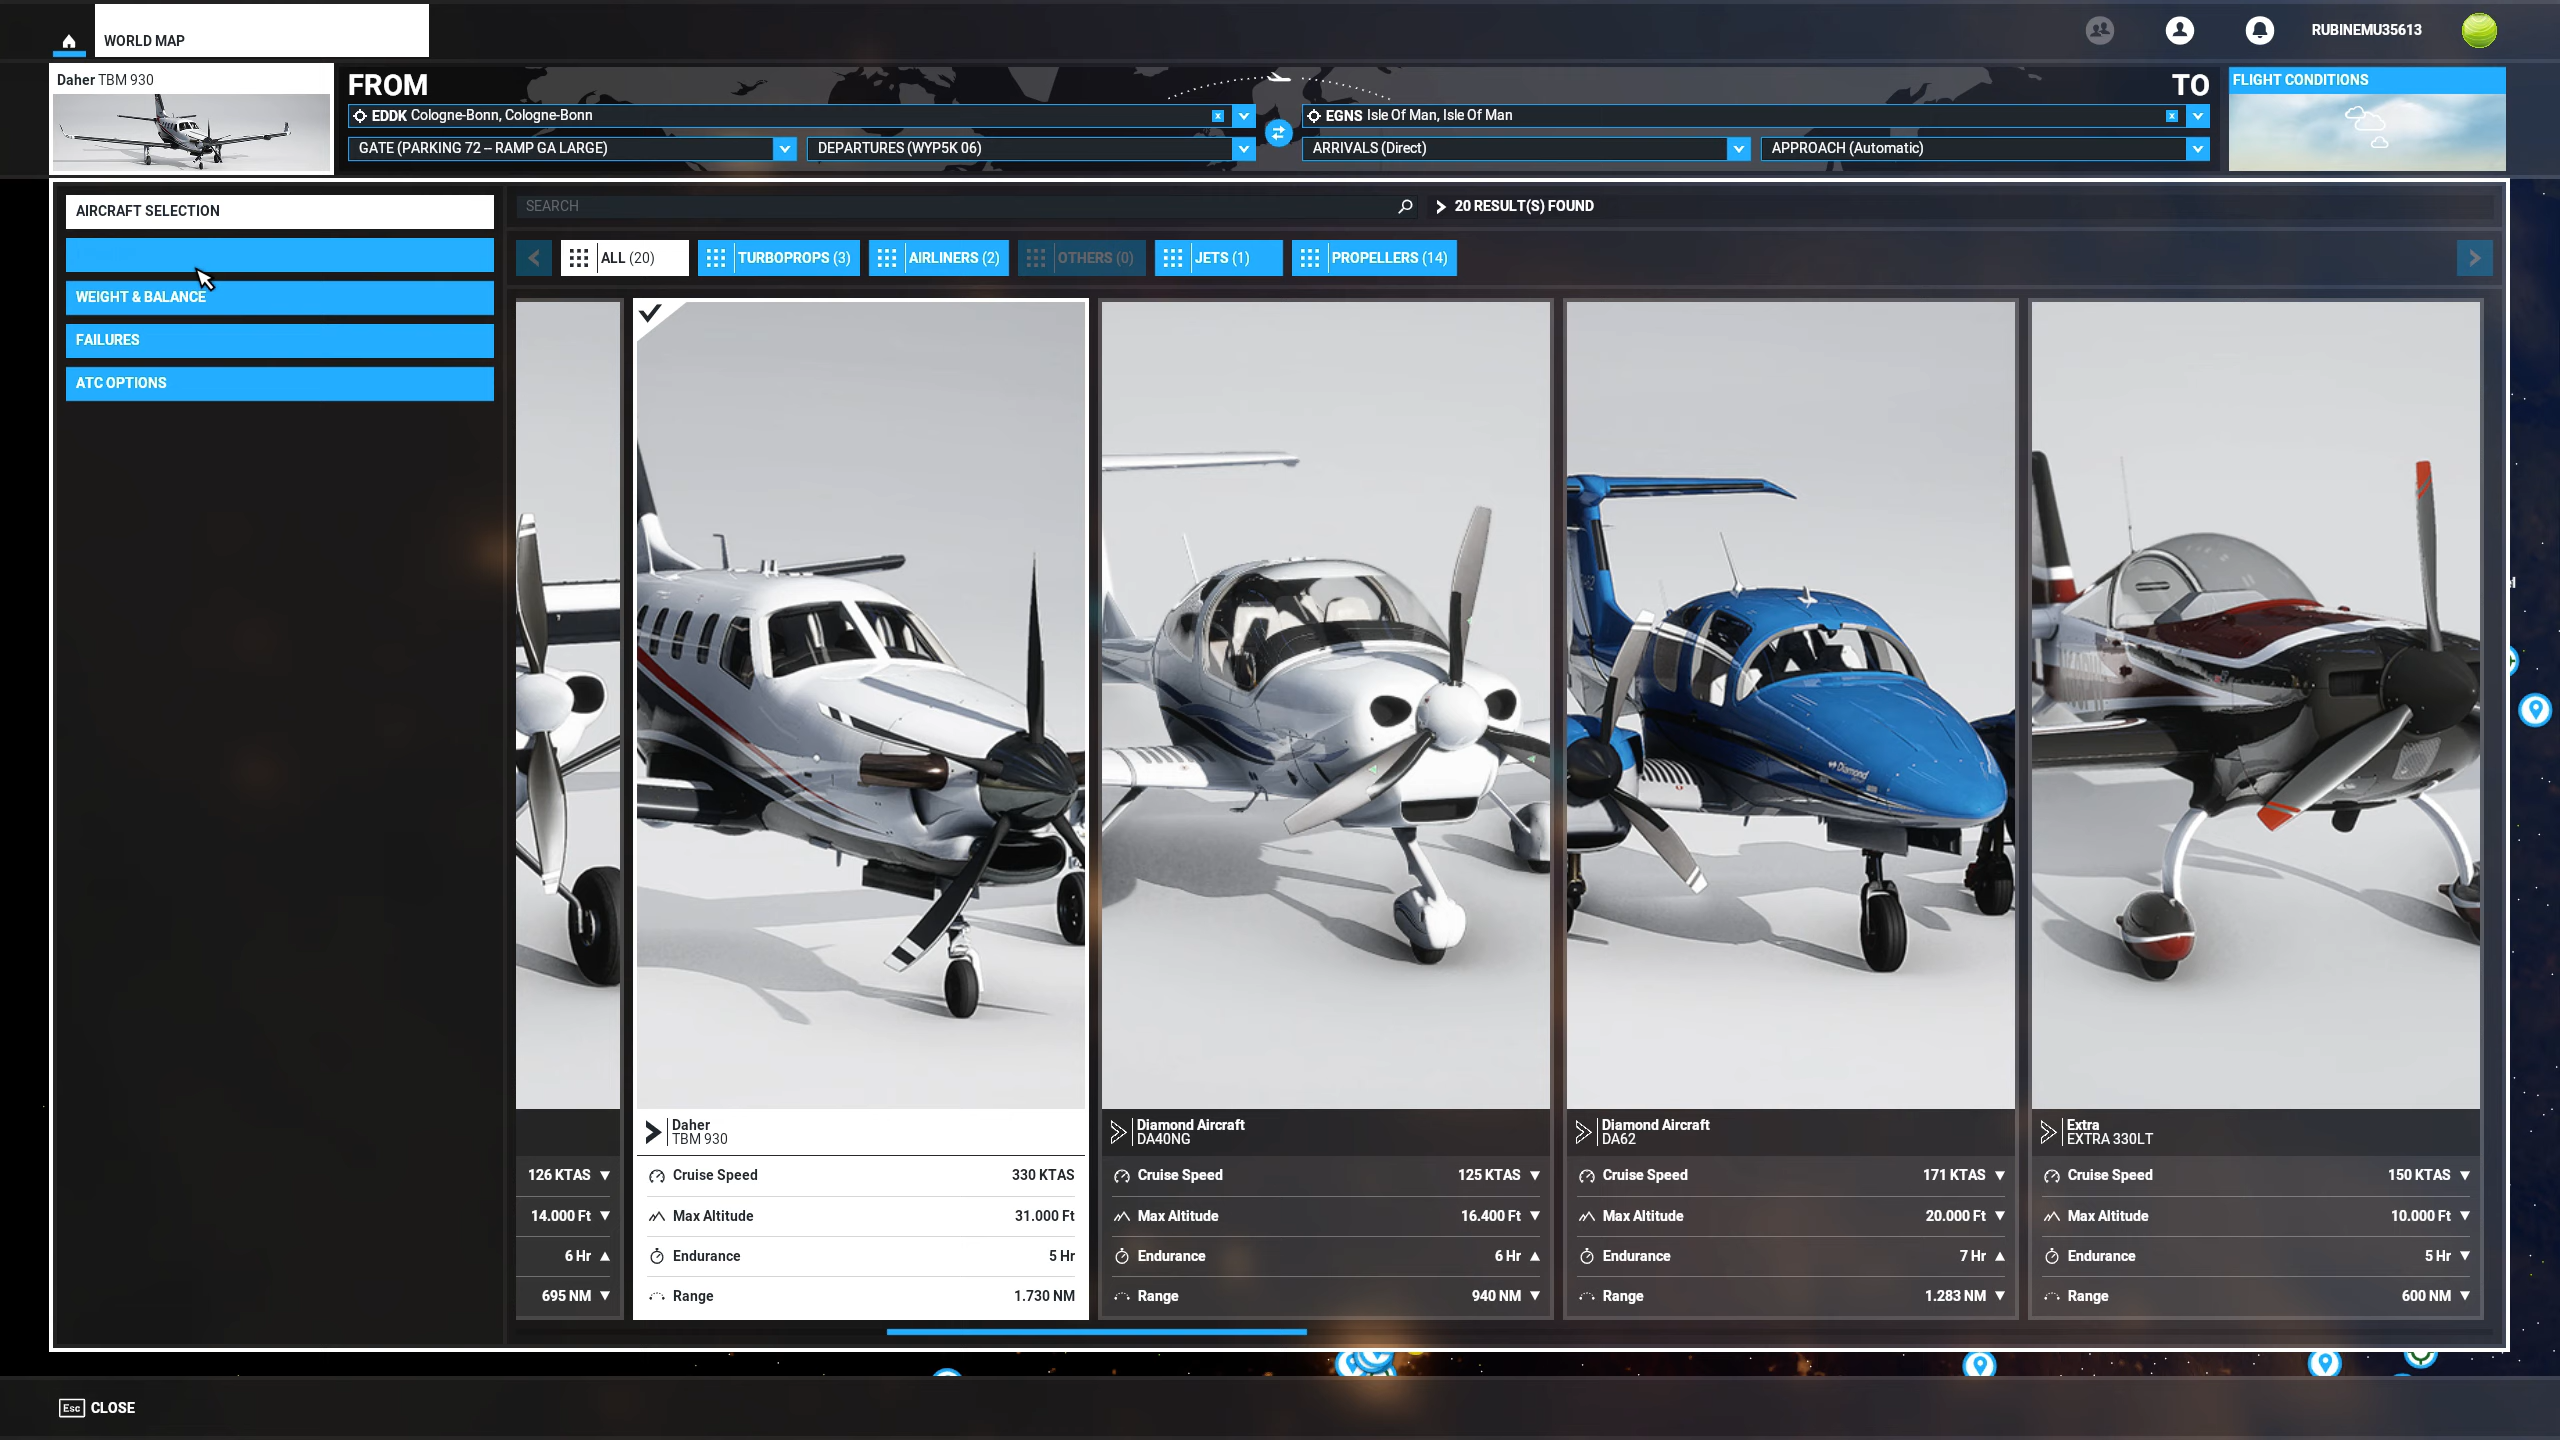 WORLD MAP
RUBINEMU35613
Daher TBM 930
FROM
TO
FLIGHT CONDITIONS
EDDK Cologne-Bonn, Cologne-Bonn
EGNS Isle Of Man, Isle Of Man
GATE (PARKING 72 – RAMP GA LARGE)
DEPARTURES (WYP5K 06)
ARRIVALS (Direct)
APPROACH (Automatic)
AIRCRAFT SELECTION
WEIGHT & BALANCE
FAILURES
ATC OPTIONS
SEARCH
20 RESULT(S) FOUND
ALL (20)
TURBOPROPS (3)
AIRLINERS (2)
OTHERS (0)
JETS (1)
PROPELLERS (14)
126 KTAS
14.000 Ft
6 Hr
695 NM
Daher
TBM 930
Cruise Speed 330 KTAS
Max Altitude 31.000 Ft
Endurance 5 Hr
Range 1.730 NM
Diamond
Diamond Aircraft
DA40NG
Cruise Speed 125 KTAS
Max Altitude 16.400 Ft
Endurance 6 Hr
Range 940 NM
Diamond Aircraft
DA62
Cruise Speed 171 KTAS
Max Altitude 20.000 Ft
Endurance 7 Hr
Range 1.283 NM
Extra
EXTRA 330LT
Cruise Speed 150 KTAS
Max Altitude 10.000 Ft
Endurance 5 Hr
Range 600 NM
Esc CLOSE